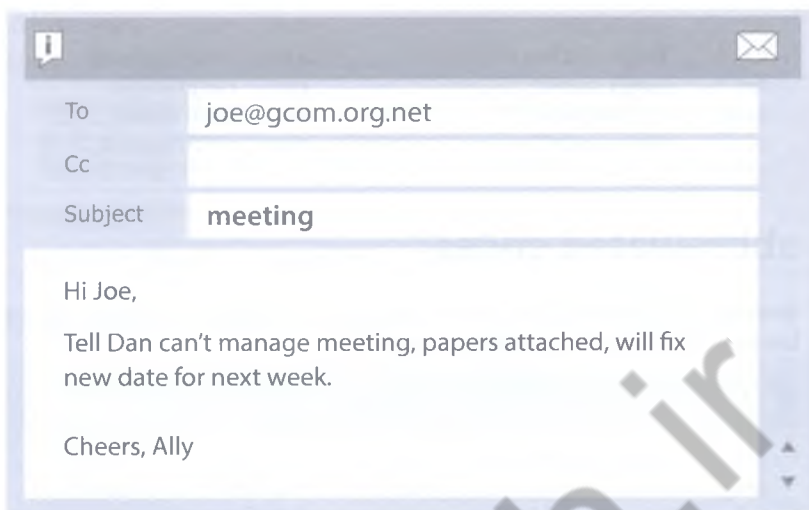 i
To joe@gcom.org.net
Cc
Subject meeting
Hi Joe,
Tell Dan can't manage meeting, papers attached, will fix
new date for next week.
Cheers, Ally